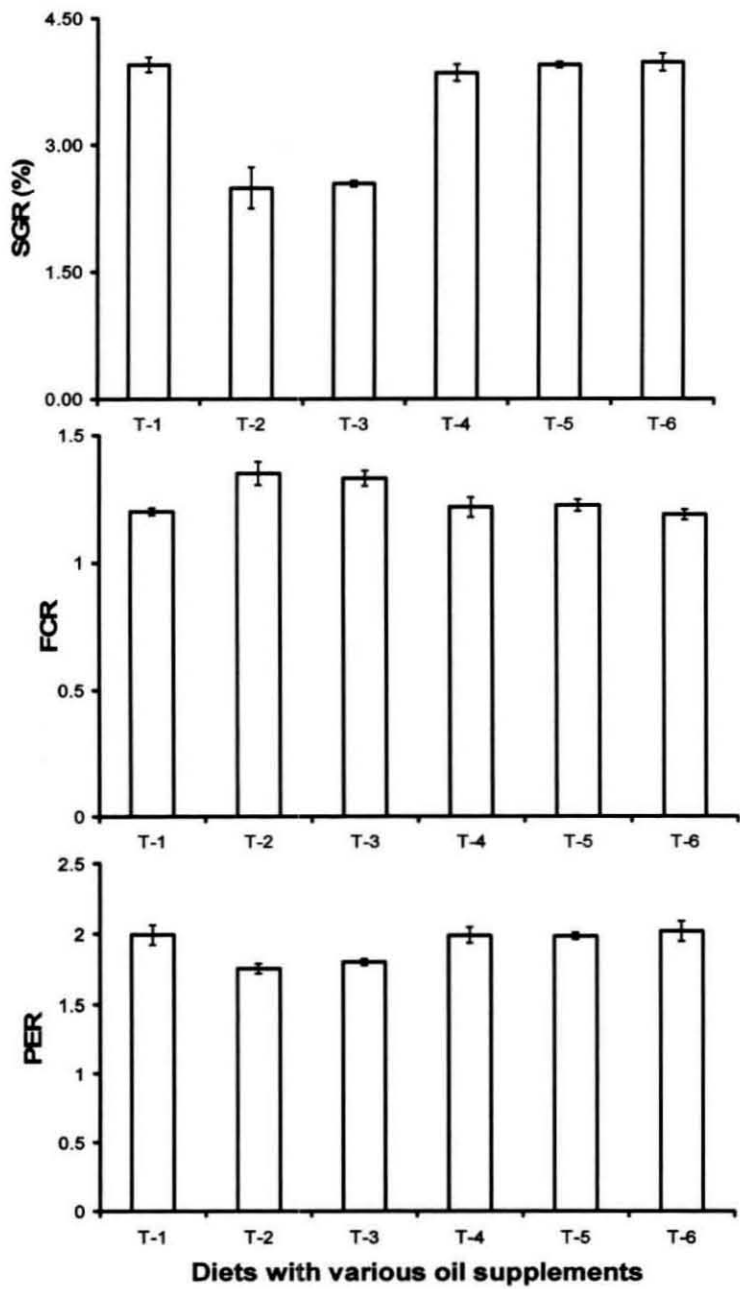 4.50
3.00
1.50
0.00
SGR (%)
T-1 T-2 T-3 T-4 T-5 T-6
1.5
1
0.5
0
FCR
T-1 T-2 T-3 T-4 T-5 T-6
2.5
2
1.5
1
0.5
0
PER
T-1 T-2 T-3 T-4 T-5 T-6
Diets with various oil supplements